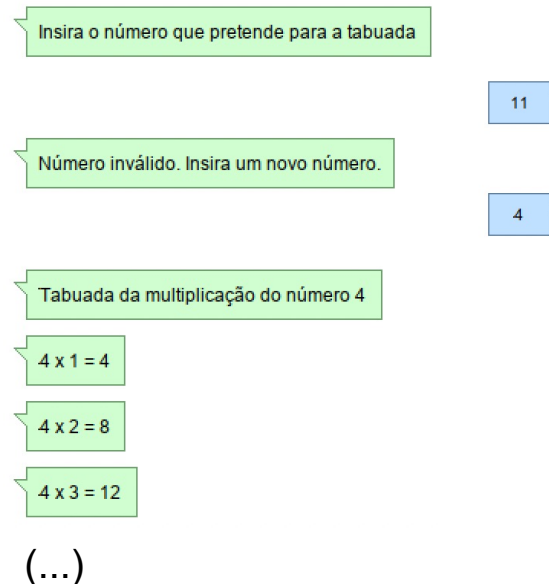 Insira o número que pretende para a tabuada
11
Número inválido. Insira um novo número.
4
Tabuada da multiplicação do número 4
4 x 1 = 4
4 x 2 = 8
4 x 3 = 12
(...)